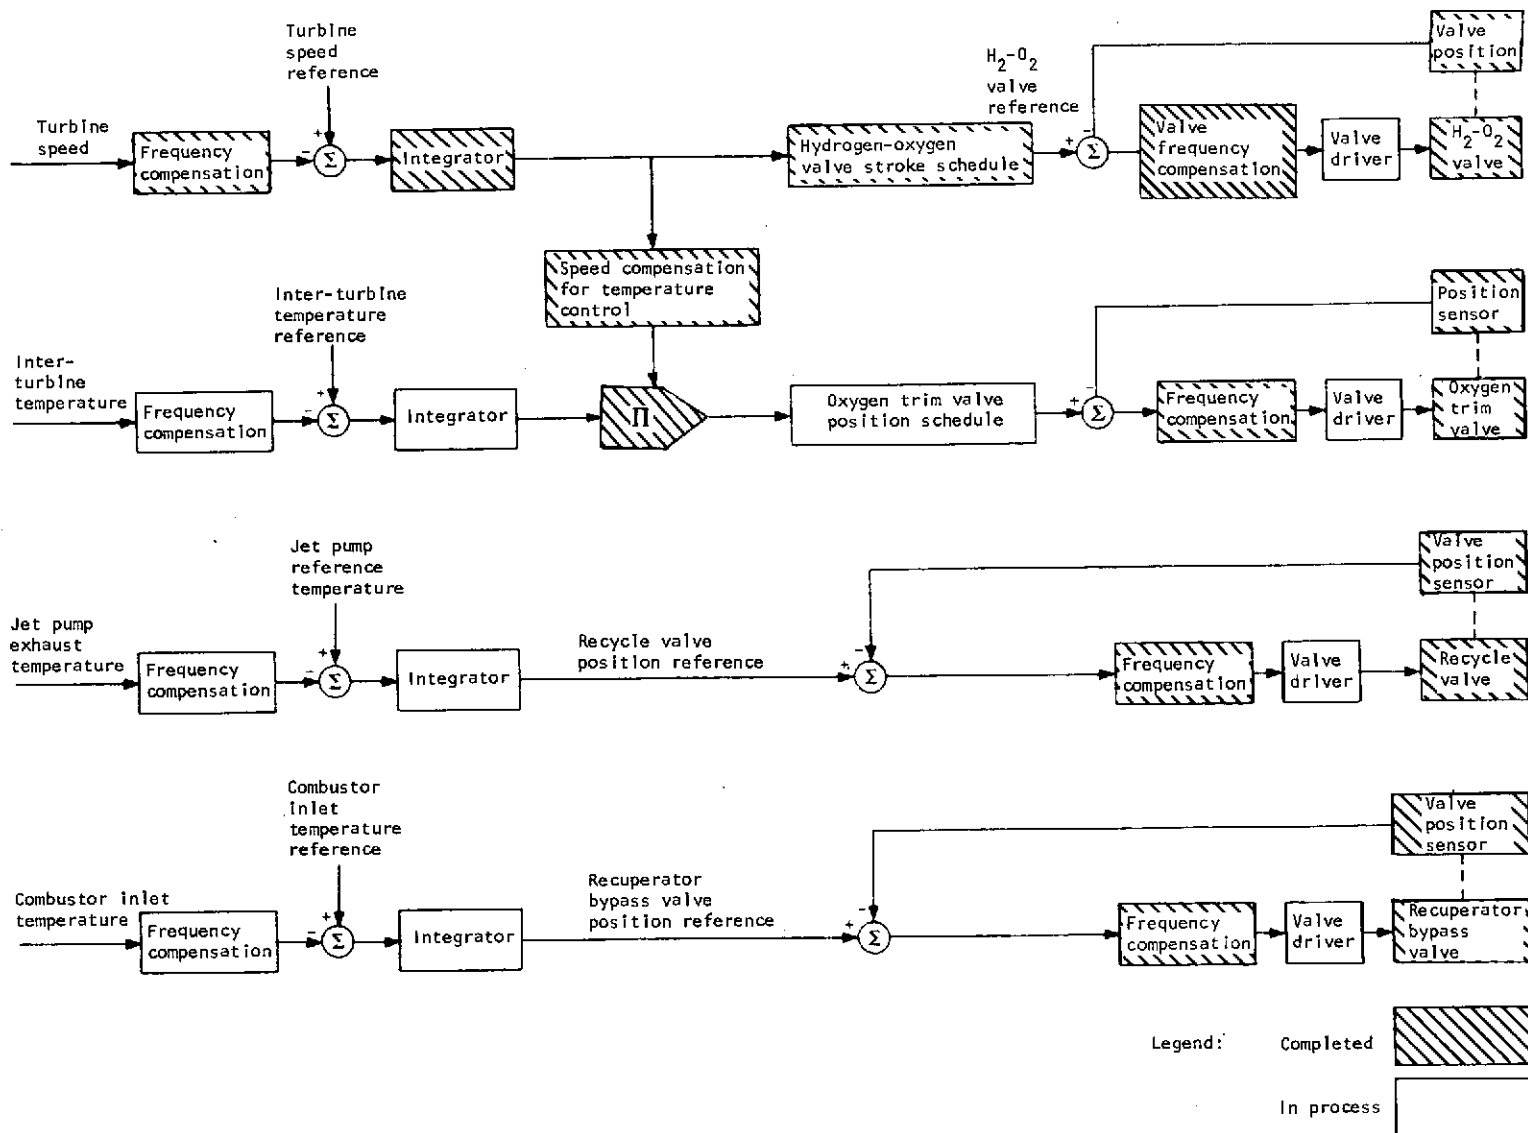 Turbine
speed
reference
Turbine
speed
Frequency
compensation
+
−
Σ
Integrator
Hydrogen-oxygen
valve stroke schedule
H₂-O₂
valve
reference
+
−
Σ
Valve
frequency
compensation
Valve
driver
H₂-O₂
valve
Valve
position
Speed compensation
for temperature
control
Inter-turbine
temperature
reference
Inter-
turbine
temperature
Frequency
compensation
+
−
Σ
Integrator
Π
Oxygen trim valve
position schedule
+
−
Σ
Frequency
compensation
Valve
driver
Oxygen
trim
valve
Position
sensor
Jet pump
reference
temperature
Jet pump
exhaust
temperature
Frequency
compensation
+
−
Σ
Integrator
Recycle valve
position reference
+
−
Σ
Frequency
compensation
Valve
driver
Recycle
valve
Valve
position
sensor
Combustor
inlet
temperature
reference
Combustor inlet
temperature
Frequency
compensation
+
−
Σ
Integrator
Recuperator
bypass valve
position reference
+
−
Σ
Frequency
compensation
Valve
driver
Recuperator
bypass
valve
Valve
position
sensor
Legend: Completed
In process